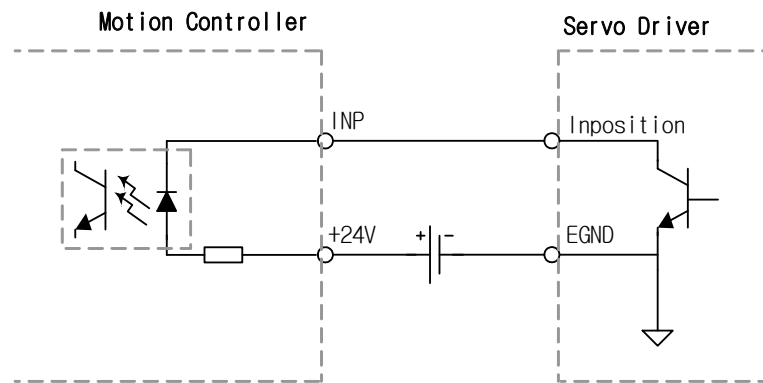 Motion Controller
Servo Driver
INP
Inposition
+24V
+ -
EGND